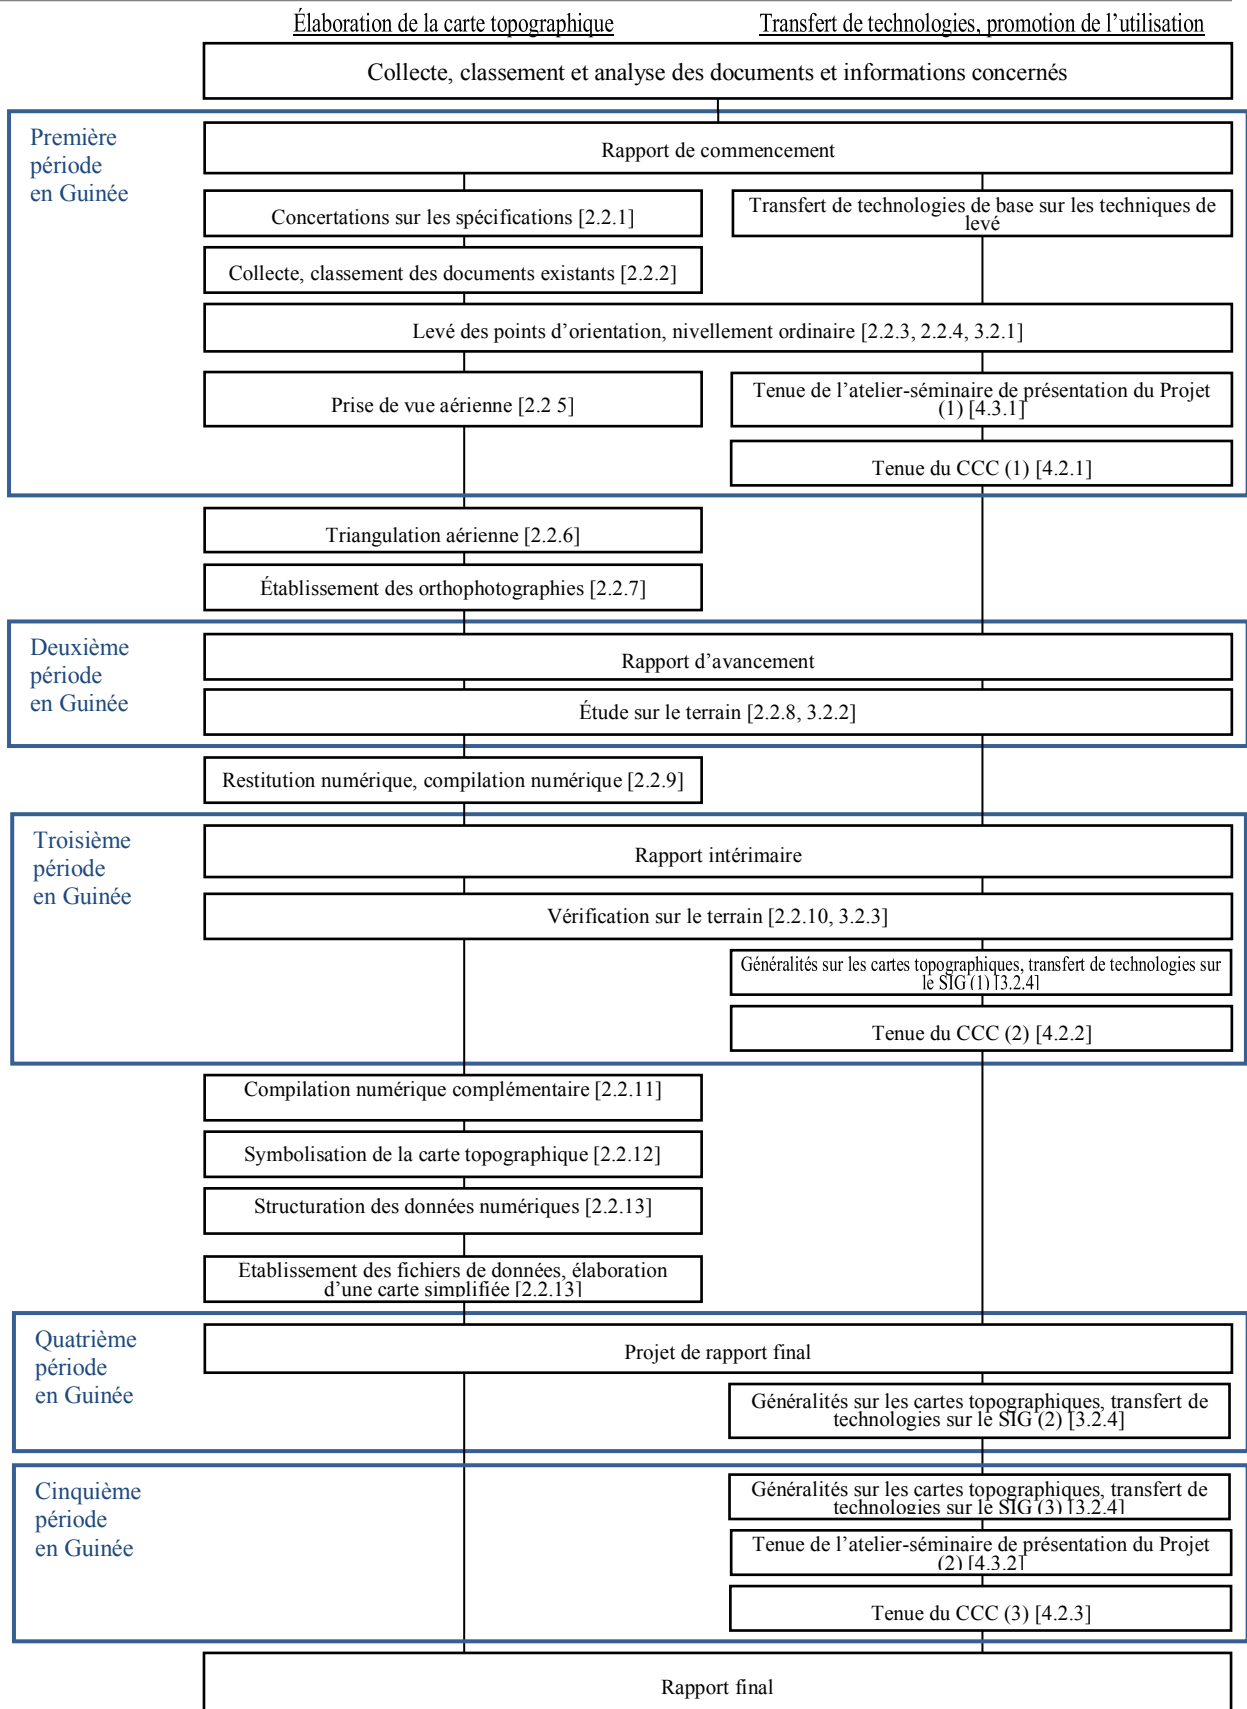 Élaboration de la carte topographique
Transfert de technologies, promotion de l’utilisation
Collecte, classement et analyse des documents et informations concernés
Première
période
en Guinée
Rapport de commencement
Concertations sur les spécifications [2.2.1]
Transfert de technologies de base sur les techniques de
levé
Collecte, classement des documents existants [2.2.2]
Levé des points d’orientation, nivellement ordinaire [2.2.3, 2.2.4, 3.2.1]
Prise de vue aérienne [2.2 5]
Tenue de l’atelier-séminaire de présentation du Projet
(1) [4.3.1]
Tenue du CCC (1) [4.2.1]
Triangulation aérienne [2.2.6]
Établissement des orthophotographies [2.2.7]
Deuxième
période
en Guinée
Rapport d’avancement
Étude sur le terrain [2.2.8, 3.2.2]
Restitution numérique, compilation numérique [2.2.9]
Troisième
période
en Guinée
Rapport intérimaire
Vérification sur le terrain [2.2.10, 3.2.3]
Généralités sur les cartes topographiques, transfert de technologies sur
le SIG (1) [3.2.4]
Tenue du CCC (2) [4.2.2]
Compilation numérique complémentaire [2.2.11]
Symbolisation de la carte topographique [2.2.12]
Structuration des données numériques [2.2.13]
Etablissement des fichiers de données, élaboration
d’une carte simplifiée [2.2.13]
Quatrième
période
en Guinée
Projet de rapport final
Généralités sur les cartes topographiques, transfert de
technologies sur le SIG (2) [3.2.4]
Cinquième
période
en Guinée
Généralités sur les cartes topographiques, transfert de
technologies sur le SIG (3) [3.2.4]
Tenue de l’atelier-séminaire de présentation du Projet
(2) [4.3.2]
Tenue du CCC (3) [4.2.3]
Rapport final